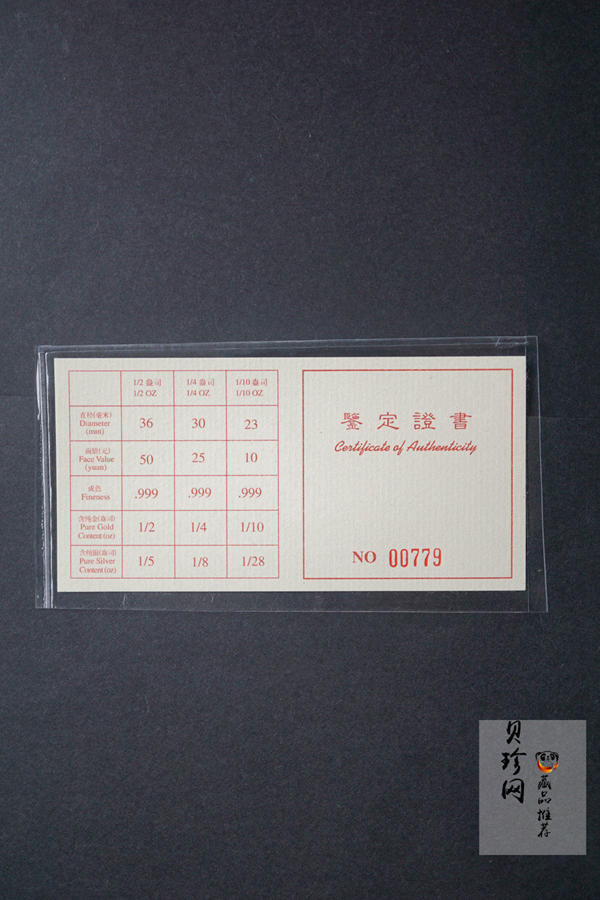 1/2 盎司 1/4 盎司 1/10 盎司
1/2 OZ 1/4 OZ 1/10 OZ
直径(毫米)
Diameter
(mm)
36 30 23
面额(元)
Face Value
(yuan)
50 25 10
成色
Fineness
.999 .999 .999
含纯金(盎司)
Pure Gold
Content (oz)
1/2 1/4 1/10
含纯银(盎司)
Pure Silver
Content (oz)
1/5 1/8 1/28
鑒定證書
Certificate of Authenticity
NO 00779
贝珍网
藏品推荐